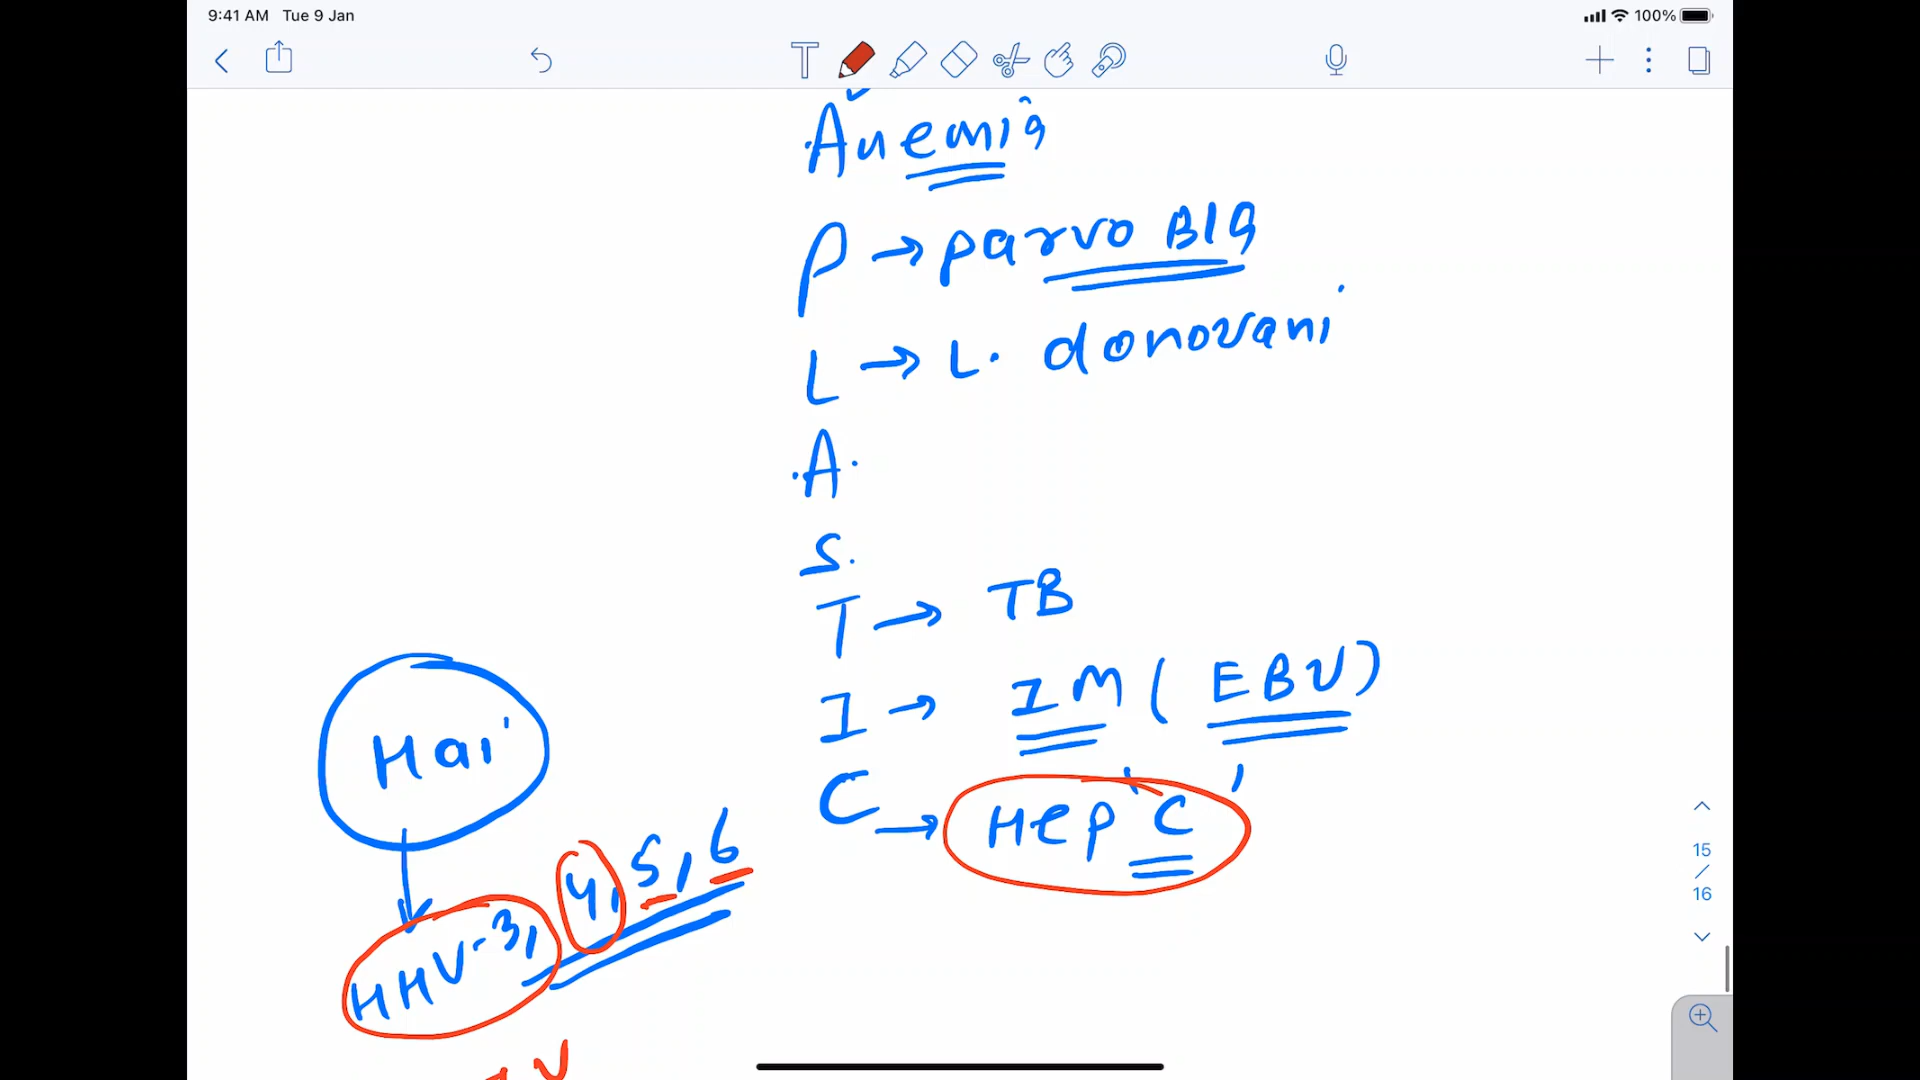 9:41 AM Tue 9 Jan
100%
T
Anemia
P → parvo B19
L → L. donovani
.A.
S.
T → TB
I → IM (EBV)
C → Hep 'C'
Hai
HHV-3, 4, 5, 6
15
/
16